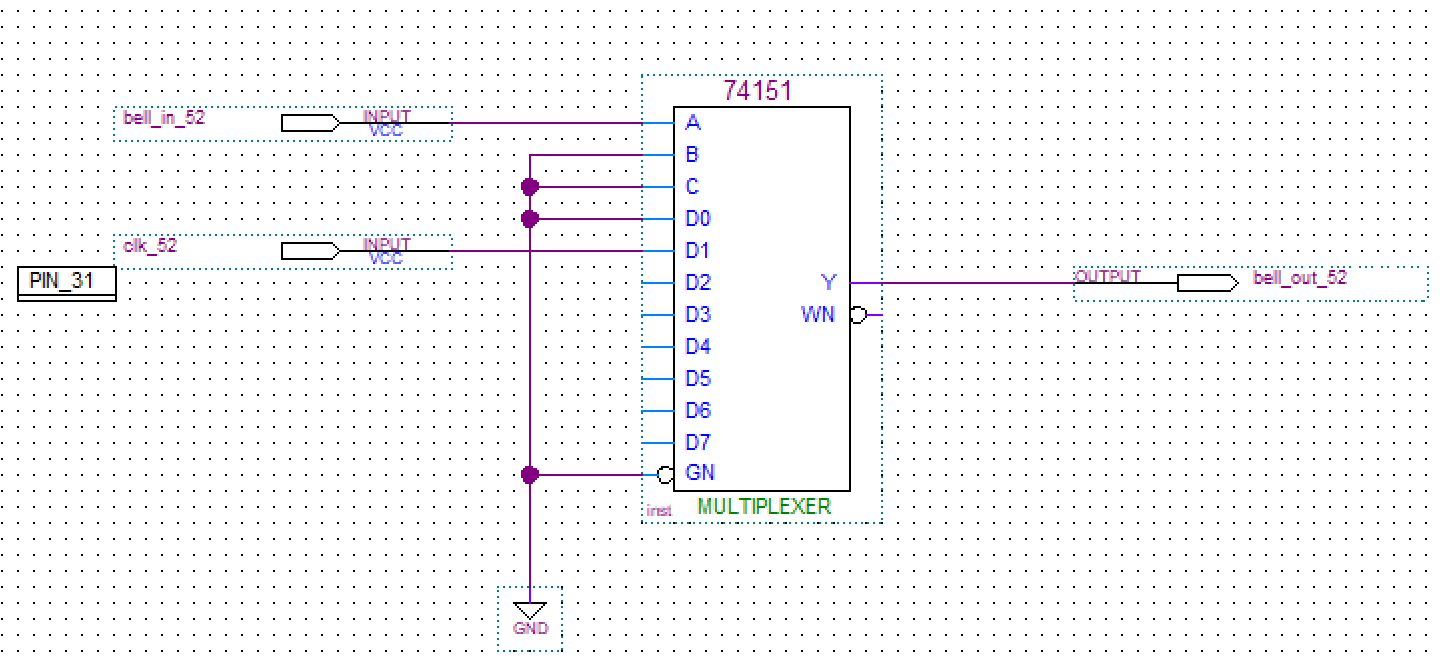 74151
bell_in_52
INPUT
VCC
A
B
C
D0
clk_52
INPUT
VCC
D1
PIN_31
D2
Y
OUTPUT
bell_out_52
D3
WN
D4
D5
D6
D7
GN
inst
MULTIPLEXER
GND